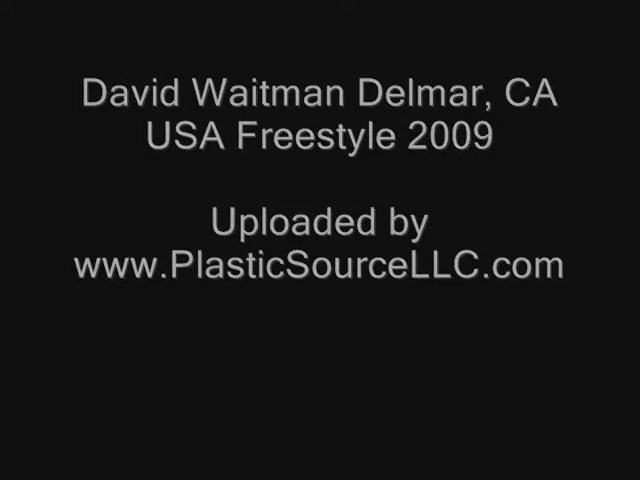 David Waitman Delmar, CA
USA Freestyle 2009
Uploaded by
www.PlasticSourceLLC.com